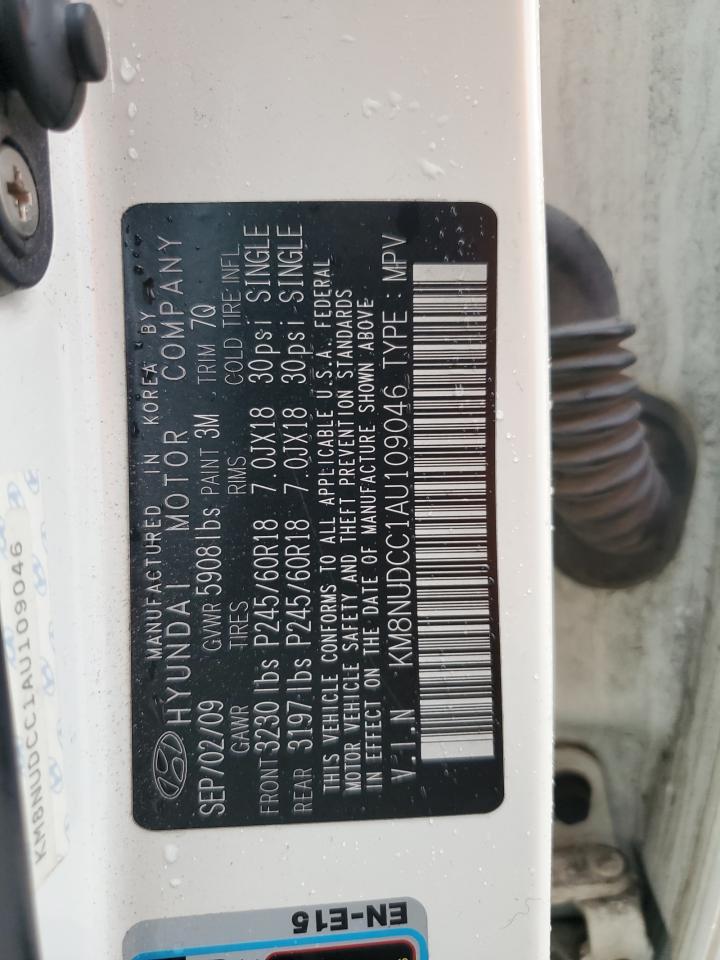 MANUFACTURED IN KOREA BY
HYUNDAI MOTOR COMPANY
SEP/02/09 GVWR 5908 lbs PAINT 3M TRIM 7Q
GAWR TIRES RIMS COLD TIRE INFL.
FRONT 3230 lbs P245/60R18 7.0JX18 30psi SINGLE
REAR 3197 lbs P245/60R18 7.0JX18 30psi SINGLE
THIS VEHICLE CONFORMS TO ALL APPLICABLE U.S.A. FEDERAL
MOTOR VEHICLE SAFETY AND THEFT PREVENTION STANDARDS
IN EFFECT ON THE DATE OF MANUFACTURE SHOWN ABOVE
V.I.N KM8NUDCC1AU109046 TYPE : MPV
KM8NUDCC1AU109046
EN-E15